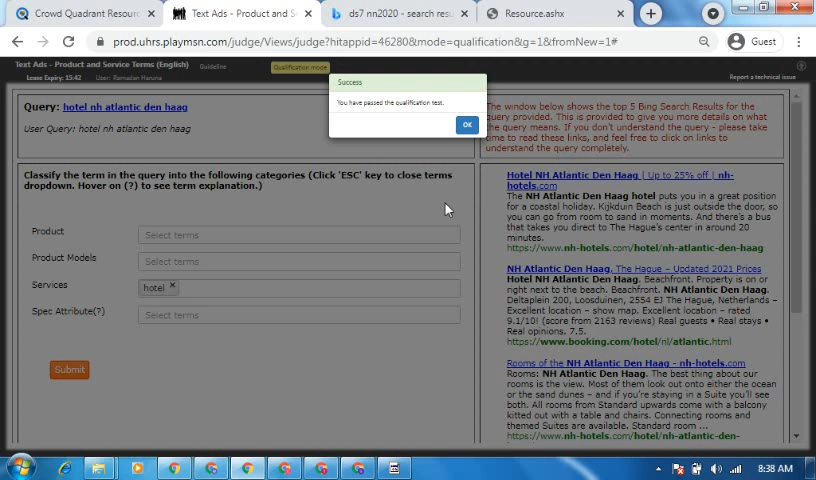 Crowd Quadrant Resourc
Text Ads - Product and S
ds7 nn2020 - search resu
Resource.ashx
prod.uhrs.playmsn.com/judge/Views/judge?hitappid=46280&mode=qualification&g=1&fromNew=1#
Guest
Text Ads - Product and Service Terms (English)
Guideline
Qualification mode
Lease Expiry: 15:42
User: Ramadan Haruna
Report a technical issue
Success
You have passed the qualification test.
OK
Query: hotel nh atlantic den haag
User Query: hotel nh atlantic den haag
The window below shows the top 5 Bing Search Results for the
query provided. This is provided to give you more details on what
the query means. If you don't understand the query - please take
time to read these links, and feel free to click on links to
understand the query completely.
Classify the term in the query into the following categories (Click 'ESC' key to close terms
dropdown. Hover on (?) to see term explanation.)
Product
Select terms
Product Models
Select terms
Services
hotel ×
Spec Attribute(?)
Select terms
Submit
Hotel NH Atlantic Den Haag | Up to 25% off | nh-
hotels.com
The NH Atlantic Den Haag hotel puts you in a great position
for a coastal holiday. Kijkduin Beach is just outside the door, so
you can go from room to sand in moments. And there's a bus
that takes you direct to The Hague's center in around 20
minutes.
https://www.nh-hotels.com/hotel/nh-atlantic-den-haag
NH Atlantic Den Haag, The Hague – Updated 2021 Prices
Hotel NH Atlantic Den Haag. Beachfront. Property is on or
right next to the beach. Beachfront. NH Atlantic Den Haag.
Deltaplein 200, Loosduinen, 2554 EJ The Hague, Netherlands –
Excellent location – show map. Excellent location – rated
9.1/10! (score from 2163 reviews) Real guests • Real stays •
Real opinions. 7.5.
https://www.booking.com/hotel/nl/atlantic.html
Rooms of the NH Atlantic Den Haag - nh-hotels.com
Rooms: NH Atlantic Den Haag. The best thing about our
rooms is the view. Most of them look out onto either the ocean
or the sand dunes – and if you're staying in a Suite you'll see
both. All rooms from Standard upwards come with a balcony
kitted out with a table and chairs. Connecting rooms and
themed Suites are available. Standard room ...
https://www.nh-hotels.com/hotel/nh-atlantic-den-
8:38 AM